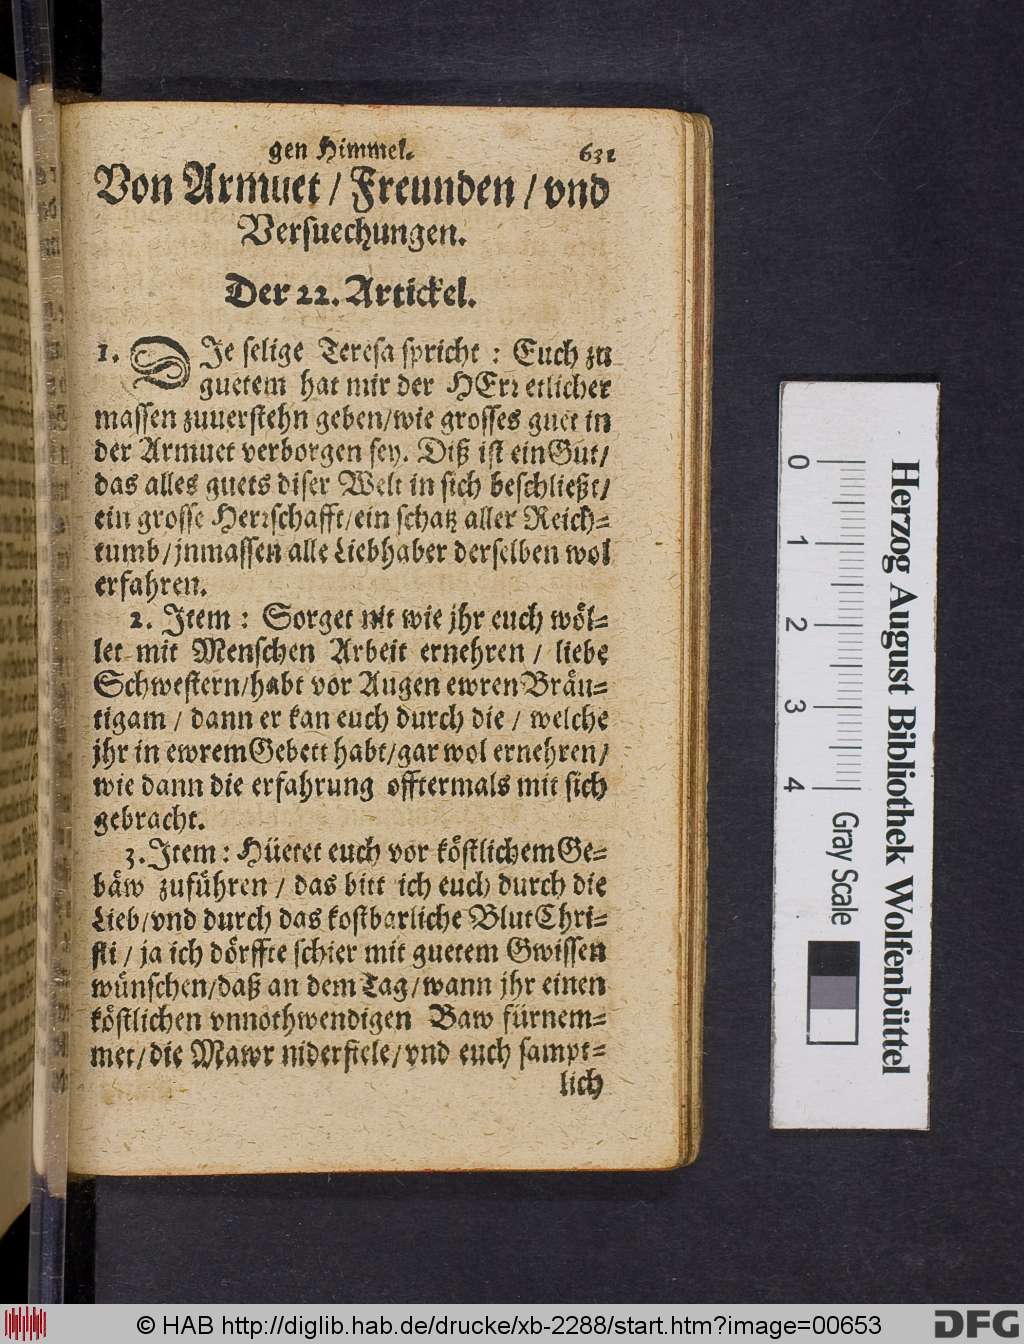 gen Himmel. 631
Von Armuet / Freunden / vnd
Versuechungen.
Der 22. Artickel.
1. DJe selige Teresa spricht : Euch zu
guetem hat mir der HErr etlicher
massen zuuerstehn geben/wie grosses guet in
der Armuet verborgen sey. Diß ist ein Gut/
das alles guets diser Welt in sich beschließt/
ein grosse Herrschafft/ein schatz aller Reich-
tumb/jnmassen alle Liebhaber derselben wol
erfahren.
2. Jtem : Sorget nit wie jhr euch wöl-
let mit Menschen Arbeit ernehren / liebe
Schwestern/habt vor Augen ewren Bräu-
tigam / dann er kan euch durch die / welche
jhr in ewrem Gebett habt/gar wol ernehren/
wie dann die erfahrung offtermals mit sich
gebracht.
3. Jtem : Hüetet euch vor köstlichem Ge-
bäw zuführen / das bitt ich euch durch die
Lieb/vnd durch das kostbarliche Blut Chri-
sti / ja ich dörffte schier mit guetem Gwissen
wünschen/daß an dem Tag/wann jhr einen
köstlichen vnnothwendigen Baw fürnem-
met/die Mawr niderfiele/vnd euch sampt-
lich
Herzog August Bibliothek Wolfenbüttel
0 1 2 3 4 Gray Scale
© HAB http://diglib.hab.de/drucke/xb-2288/start.htm?image=00653
DFG